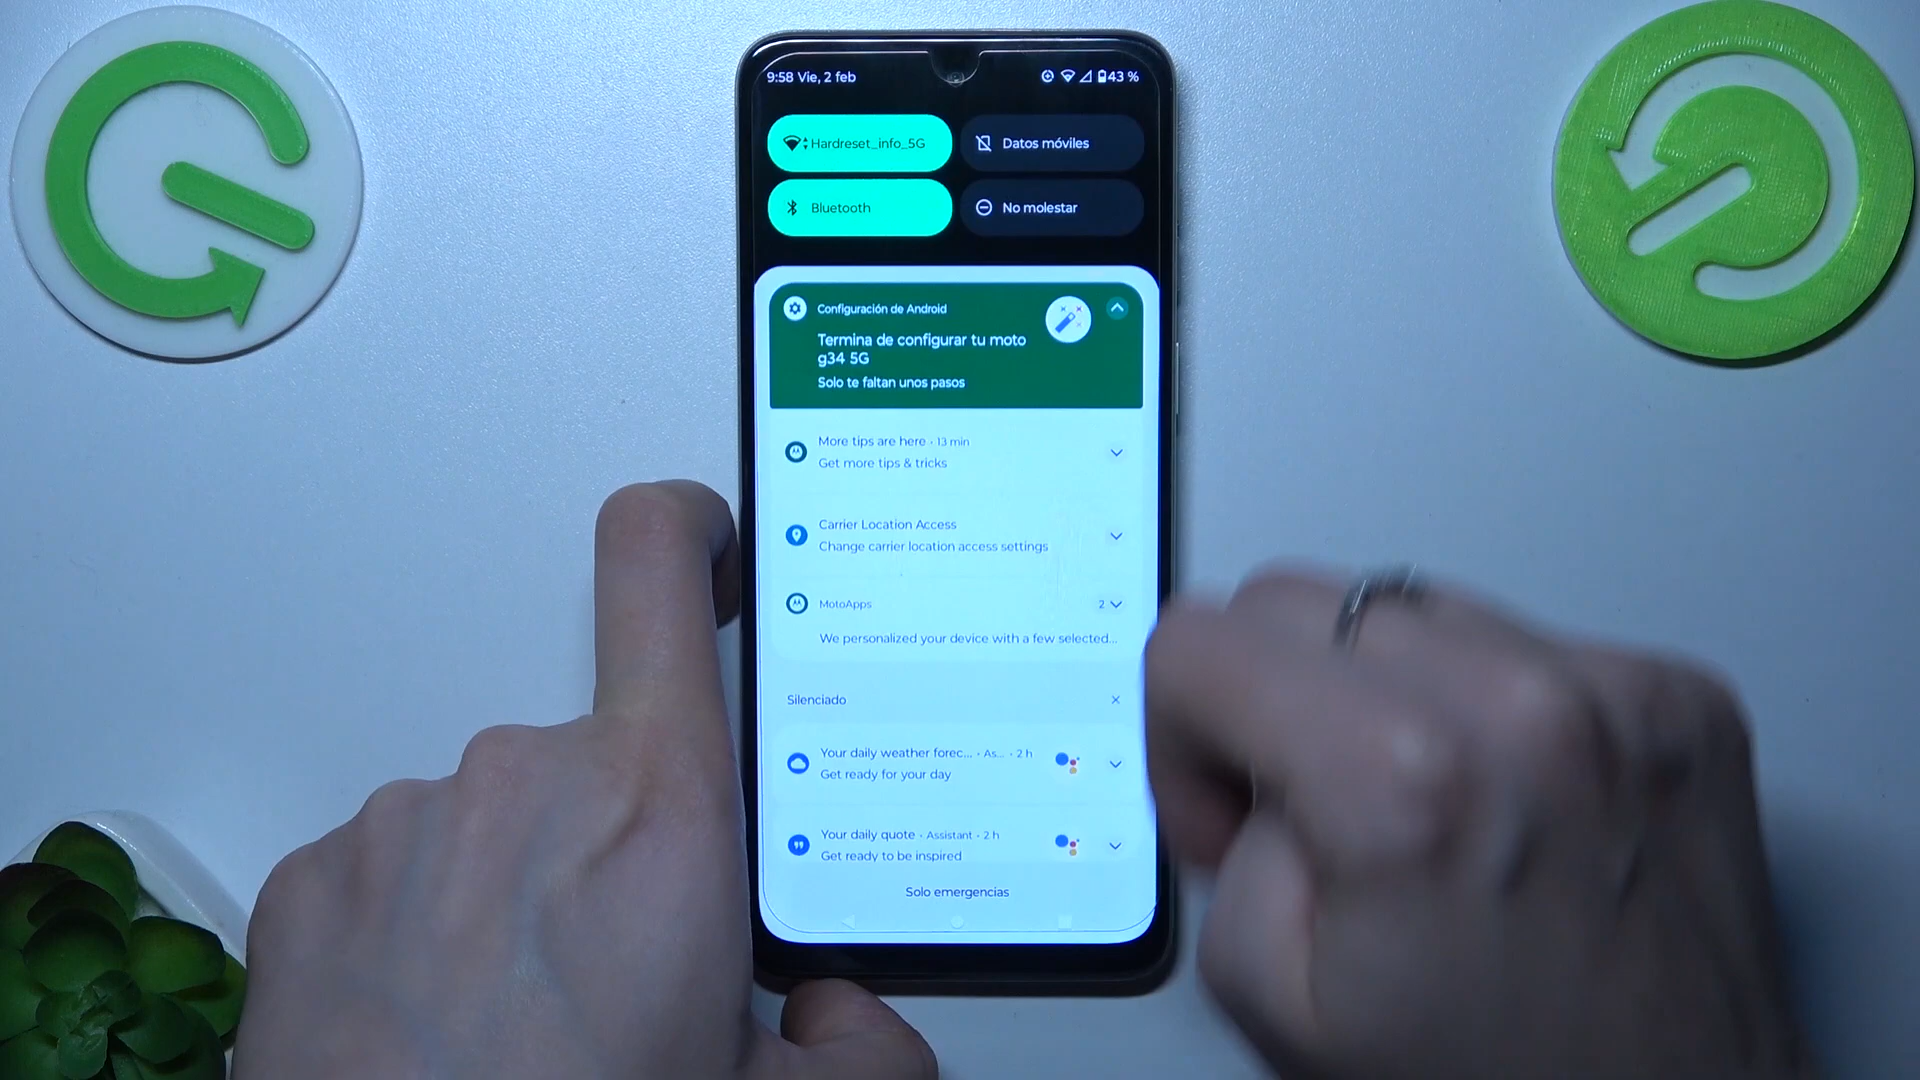 9:58 Vie, 2 feb
43 %
Hardreset_info_5G
Datos móviles
Bluetooth
No molestar
Configuración de Android
Termina de configurar tu moto
g34 5G
Solo te faltan unos pasos
More tips are here · 13 min
Get more tips & tricks
Carrier Location Access
Change carrier location access settings
MotoApps
2
We personalized your device with a few selected...
Silenciado
Your daily weather forec... · As... · 2 h
Get ready for your day
Your daily quote · Assistant · 2 h
Get ready to be inspired
Solo emergencias